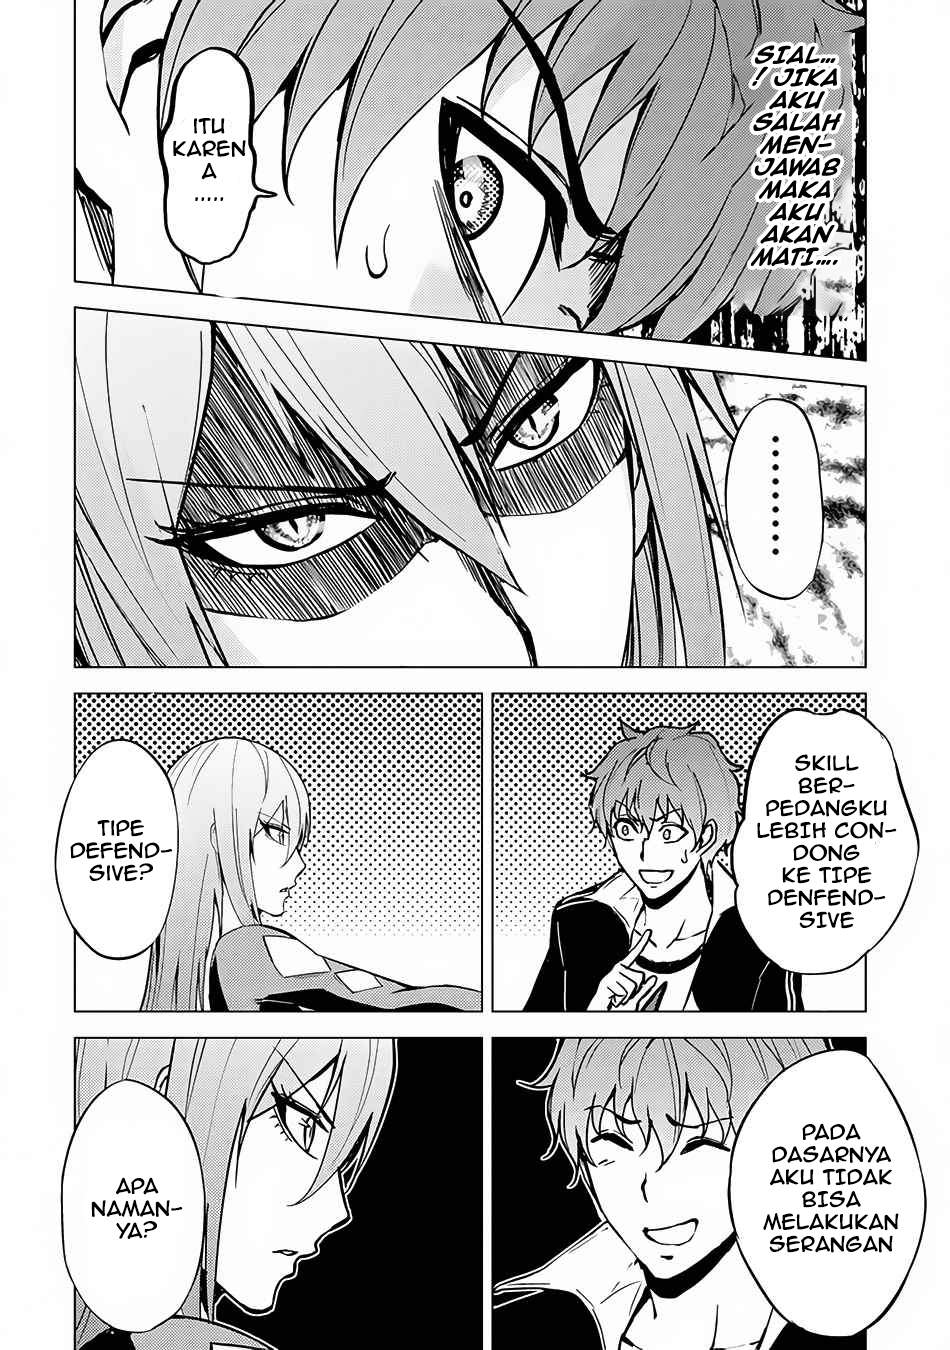 SIAL...
! JIKA
AKU
SALAH
MEN-
JAWAB
MAKA
AKU
AKAN
MATI....
ITU
KAREN
A
.....
........
SKILL
BER-
PEDANGKU
LEBIH CON-
DONG
KE TIPE
DENFEND-
SIVE
TIPE
DEFEND-
SIVE?
PADA
DASARNYA
AKU TIDAK
BISA
MELAKUKAN
SERANGAN
APA
NAMAN-
YA?